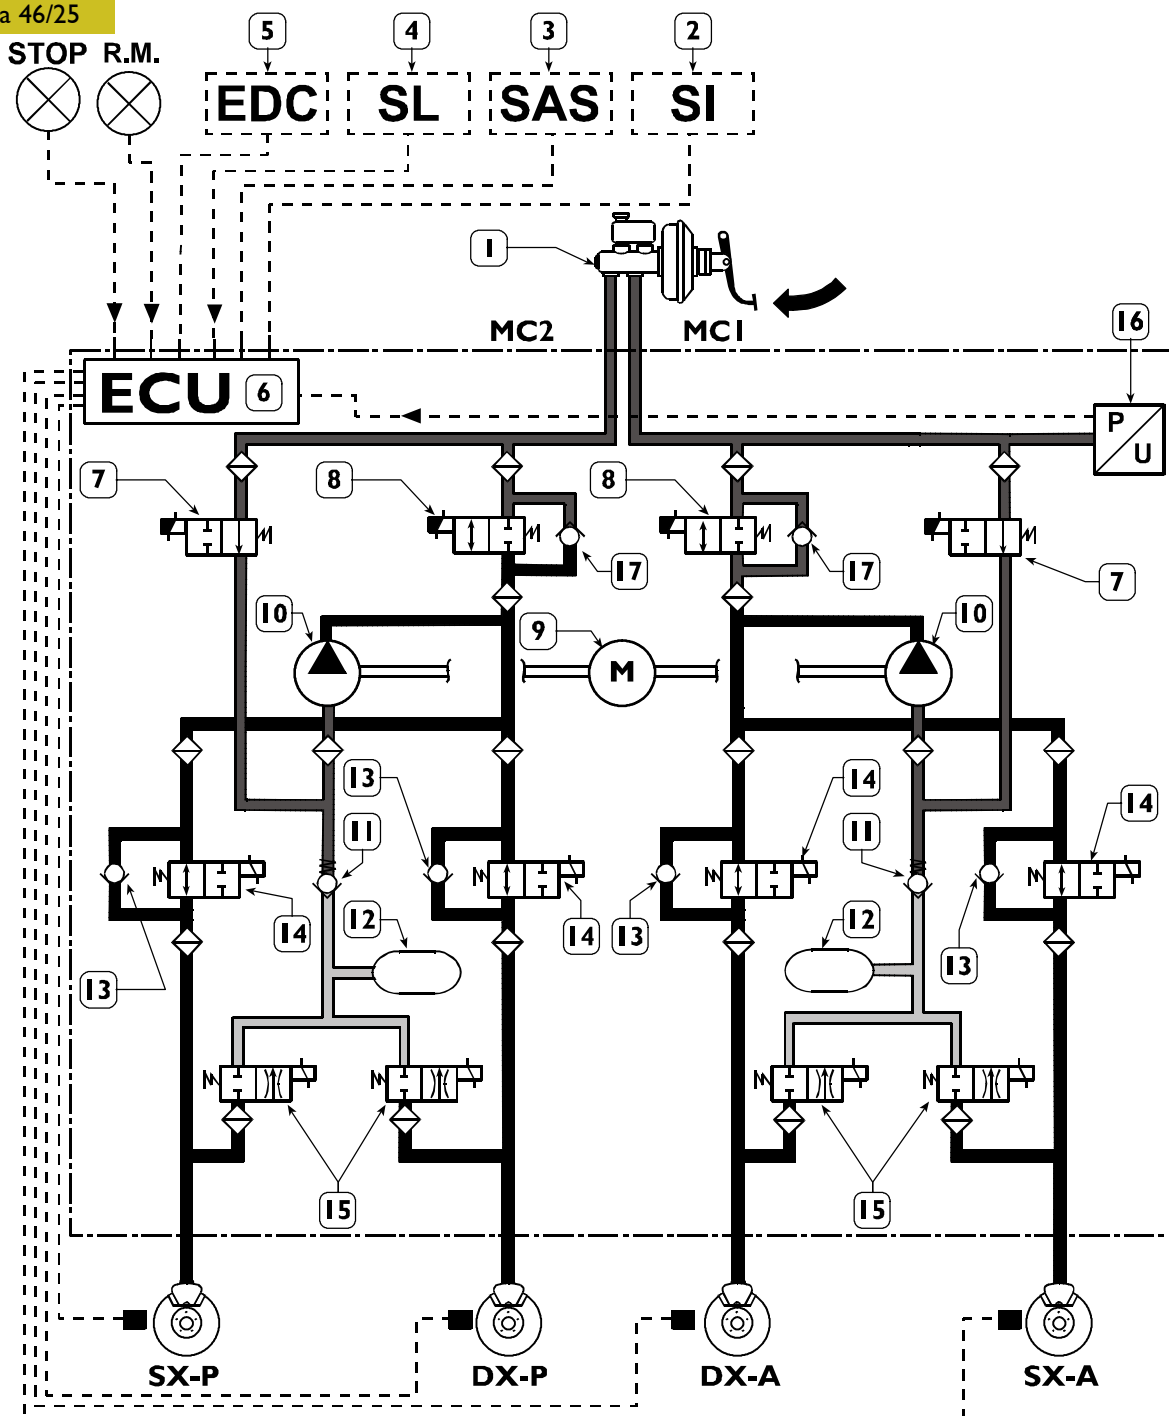 a 46/25
5 4 3 2
STOP R.M.
EDC SL SAS SI
1
MC2 MC1
16
ECU 6
P
U
7 8 8
17 17 7
10 9 10
M
13 14 14
11 11
12 12
14 14 13 13
13
15 15
SX-P DX-P DX-A SX-A